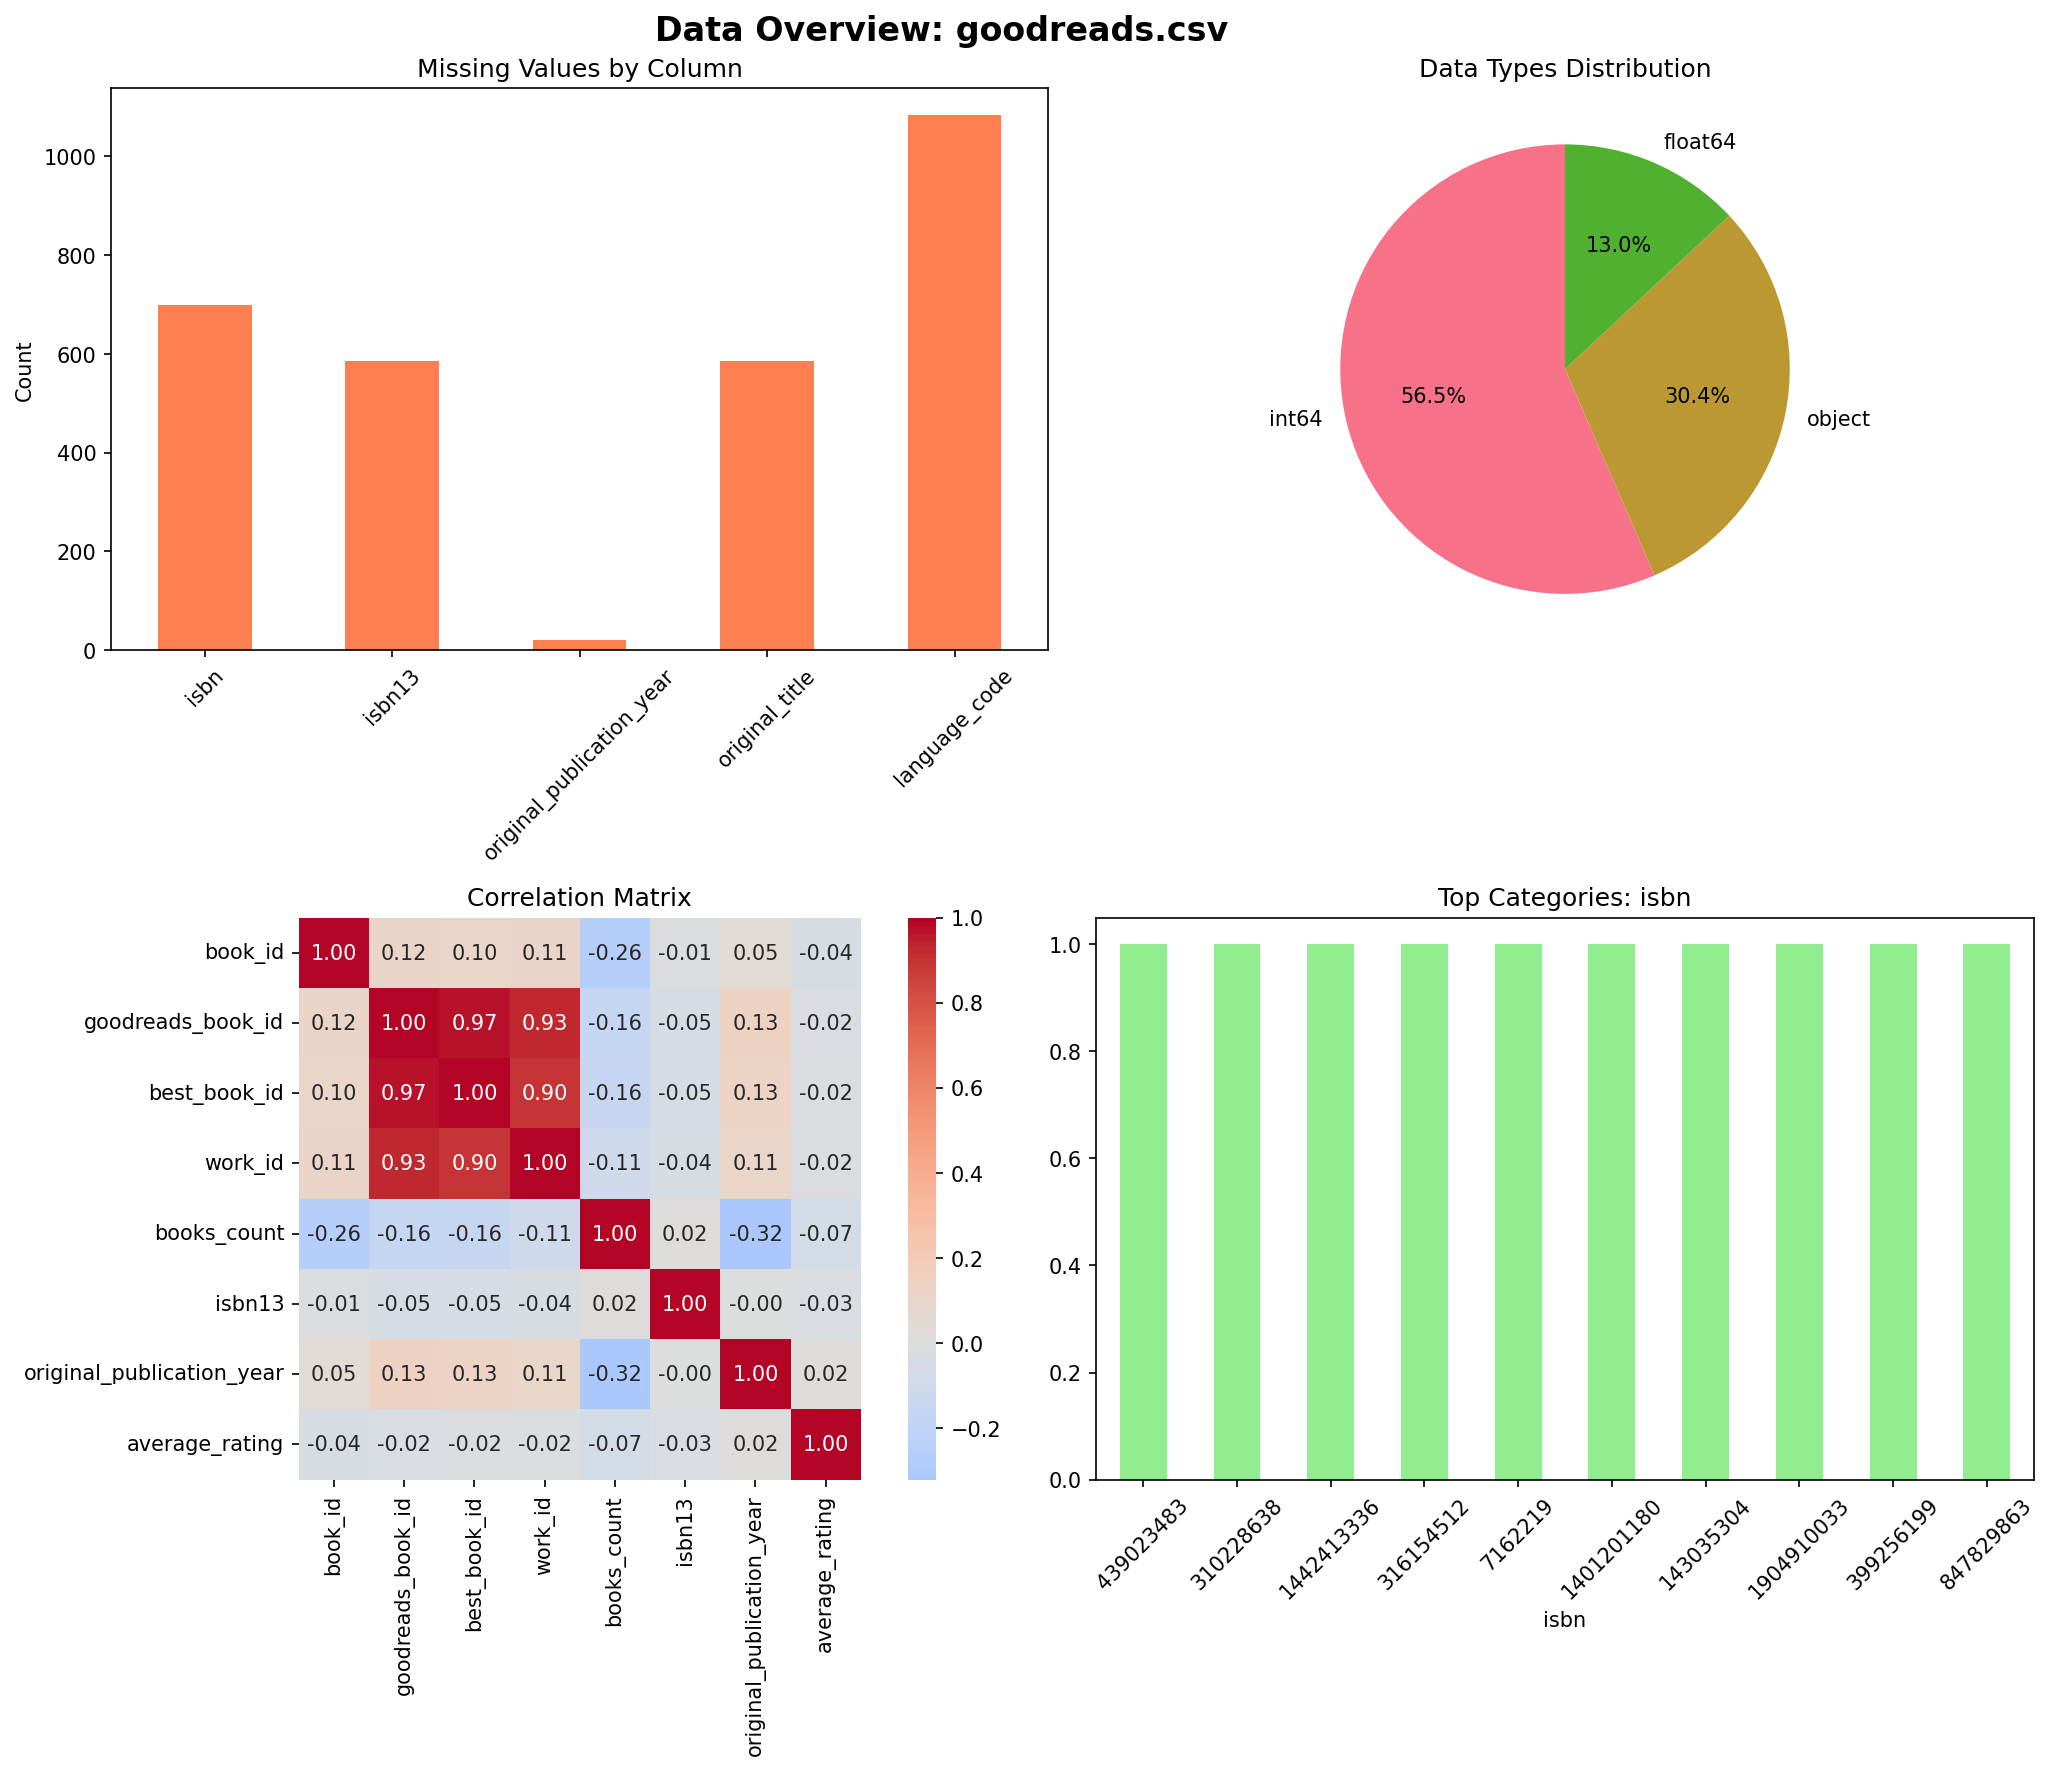 Data Overview: goodreads.csv
Missing Values by Column
Count
1000
800
600
400
200
0
isbn
isbn13
original_publication_year
original_title
language_code
Data Types Distribution
float64
13.0%
56.5%
int64
30.4%
object
Correlation Matrix
book_id 1.00 0.12 0.10 0.11 -0.26 -0.01 0.05 -0.04
goodreads_book_id 0.12 1.00 0.97 0.93 -0.16 -0.05 0.13 -0.02
best_book_id 0.10 0.97 1.00 0.90 -0.16 -0.05 0.13 -0.02
work_id 0.11 0.93 0.90 1.00 -0.11 -0.04 0.11 -0.02
books_count -0.26 -0.16 -0.16 -0.11 1.00 0.02 -0.32 -0.07
isbn13 -0.01 -0.05 -0.05 -0.04 0.02 1.00 -0.00 -0.03
original_publication_year 0.05 0.13 0.13 0.11 -0.32 -0.00 1.00 0.02
average_rating -0.04 -0.02 -0.02 -0.02 -0.07 -0.03 0.02 1.00
book_id
goodreads_book_id
best_book_id
work_id
books_count
isbn13
original_publication_year
average_rating
1.0
0.8
0.6
0.4
0.2
0.0
−0.2
Top Categories: isbn
1.0
0.8
0.6
0.4
0.2
0.0
439023483
310228638
1442413336
316154512
7162219
1401201180
143035304
1904910033
399256199
847829863
isbn